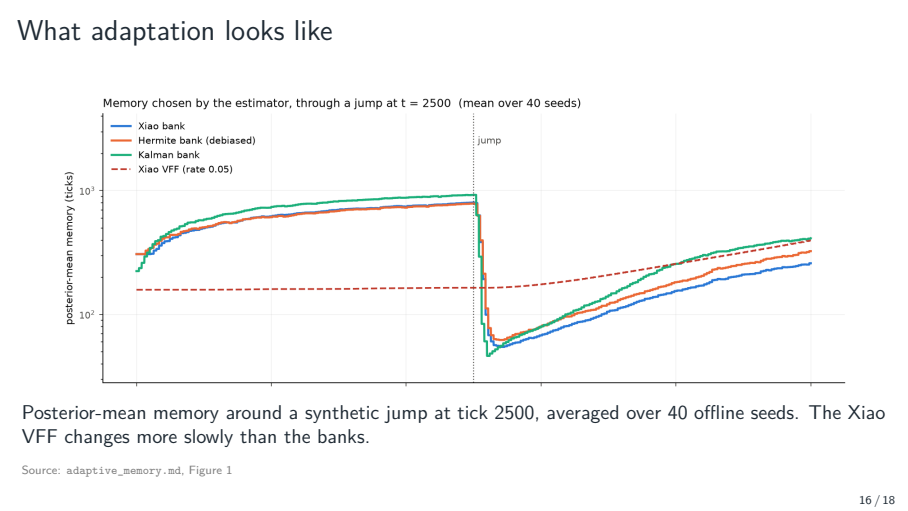 What adaptation looks like
Memory chosen by the estimator, through a jump at t = 2500 (mean over 40 seeds)
Xiao bank
Hermite bank (debiased)
Kalman bank
Xiao VFF (rate 0.05)
jump
posterior-mean memory (ticks)
10³
10²
Posterior-mean memory around a synthetic jump at tick 2500, averaged over 40 offline seeds. The Xiao
VFF changes more slowly than the banks.
Source: adaptive_memory.md, Figure 1
16 / 18